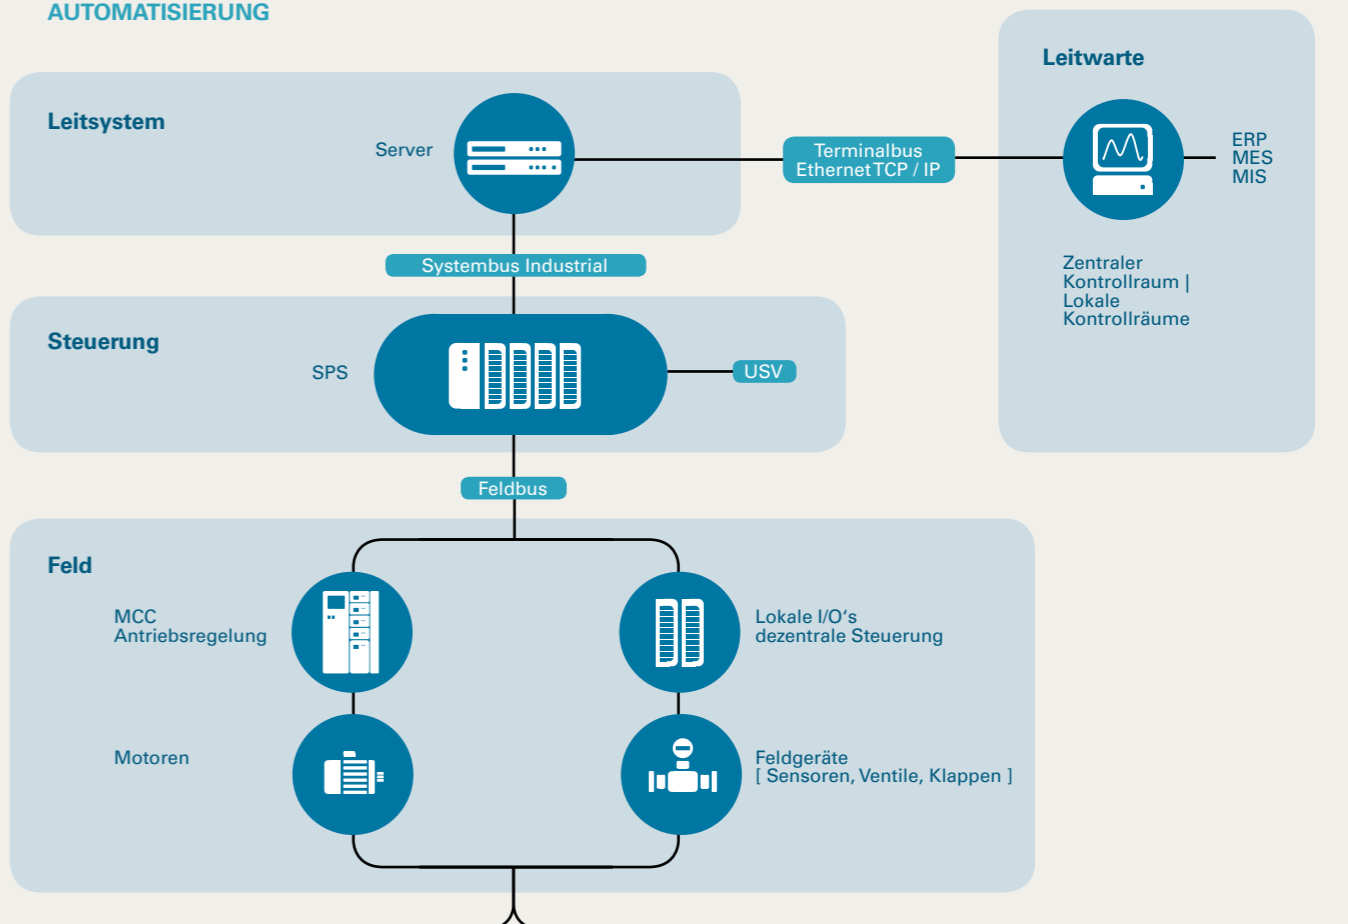 AUTOMATISIERUNG
Leitwarte
Leitsystem
Server
Terminalbus
Ethernet TCP / IP
ERP
MES
MIS
Systembus Industrial
Zentraler
Kontrollraum |
Lokale
Kontrollräume
Steuerung
SPS
USV
Feldbus
Feld
MCC
Antriebsregelung
Lokale I/O‘s
dezentrale Steuerung
Motoren
Feldgeräte
[ Sensoren, Ventile, Klappen ]